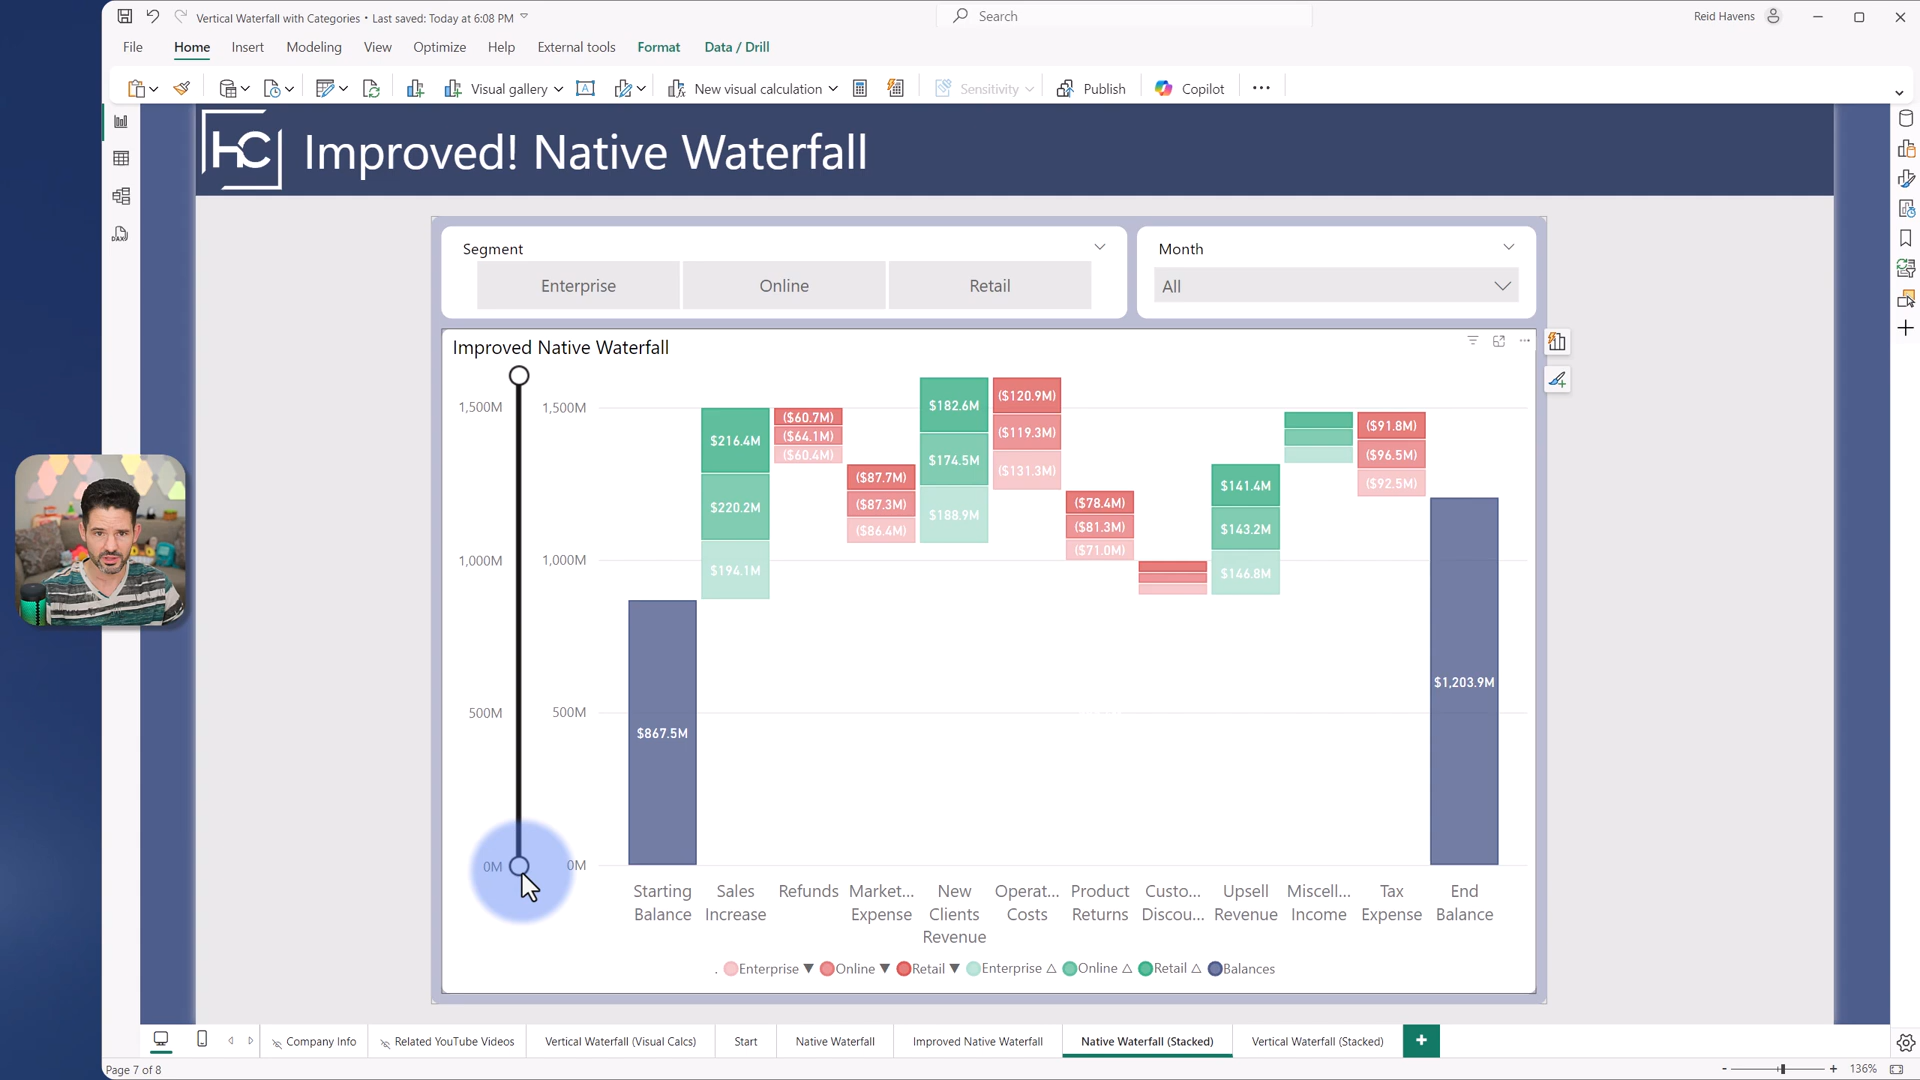 Vertical Waterfall with Categories • Last saved: Today at 6:08 PM
Search
Reid Havens
File
Home
Insert
Modeling
View
Optimize
Help
External tools
Format
Data / Drill
Visual gallery
New visual calculation
Sensitivity
Publish
Copilot
HC
Improved! Native Waterfall
Segment
Enterprise
Online
Retail
Month
All
Improved Native Waterfall
1,500M
1,000M
500M
0M
1,500M
1,000M
500M
0M
$867.5M
$216.4M
$220.2M
$194.1M
($60.7M)
($64.1M)
($60.4M)
($87.7M)
($87.3M)
($86.4M)
$182.6M
$174.5M
$188.9M
($120.9M)
($119.3M)
($131.3M)
($78.4M)
($81.3M)
($71.0M)
$141.4M
$143.2M
$146.8M
($91.8M)
($96.5M)
($92.5M)
$1,203.9M
Starting
Balance
Sales
Increase
Refunds
Market...
Expense
New
Clients
Revenue
Operat...
Costs
Product
Returns
Custo...
Discou...
Upsell
Revenue
Miscell...
Income
Tax
Expense
End
Balance
. Enterprise ▼ Online ▼ Retail ▼ Enterprise △ Online △ Retail △ Balances
Company Info
Related YouTube Videos
Vertical Waterfall (Visual Calcs)
Start
Native Waterfall
Improved Native Waterfall
Native Waterfall (Stacked)
Vertical Waterfall (Stacked)
Page 7 of 8
136%